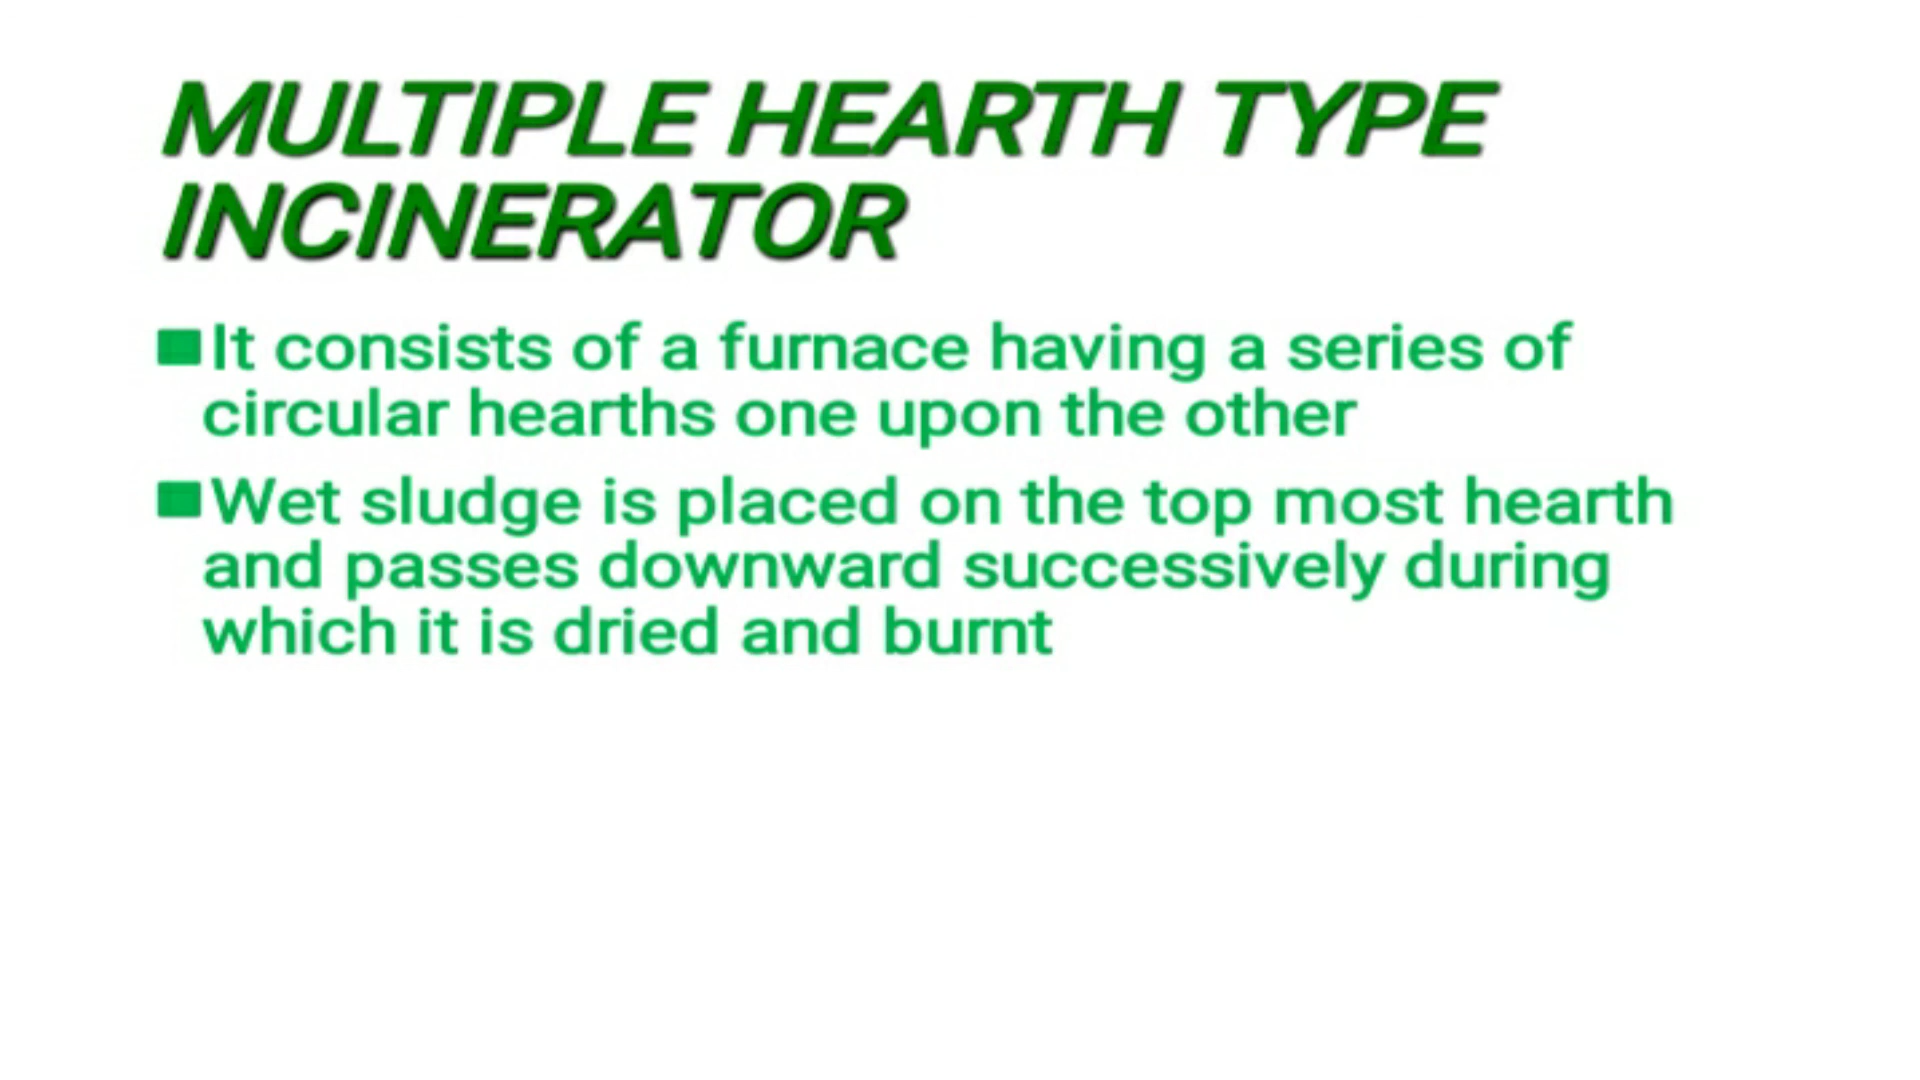 MULTIPLE HEARTH TYPE
INCINERATOR
It consists of a furnace having a series of
circular hearths one upon the other
Wet sludge is placed on the top most hearth
and passes downward successively during
which it is dried and burnt